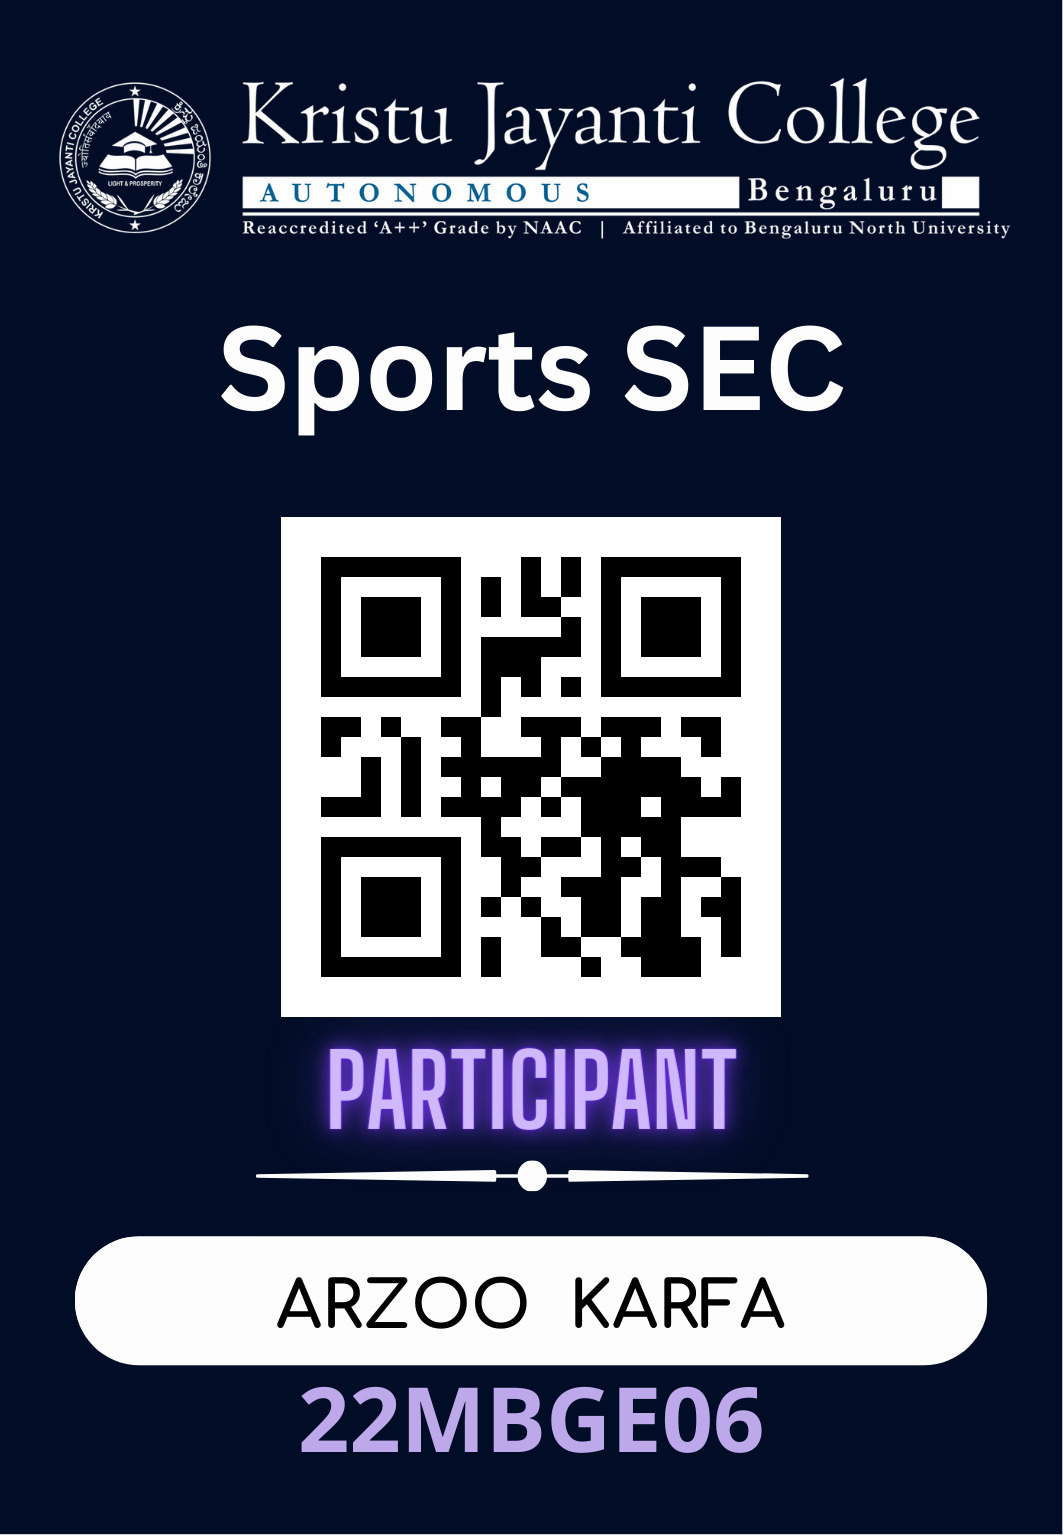 KRISTU JAYANTI COLLEGE
LIGHT & PROSPERITY
Kristu Jayanti College
AUTONOMOUS Bengaluru
Reaccredited ‘A++’ Grade by NAAC | Affiliated to Bengaluru North University
Sports SEC
PARTICIPANT
ARZOO KARFA
22MBGE06